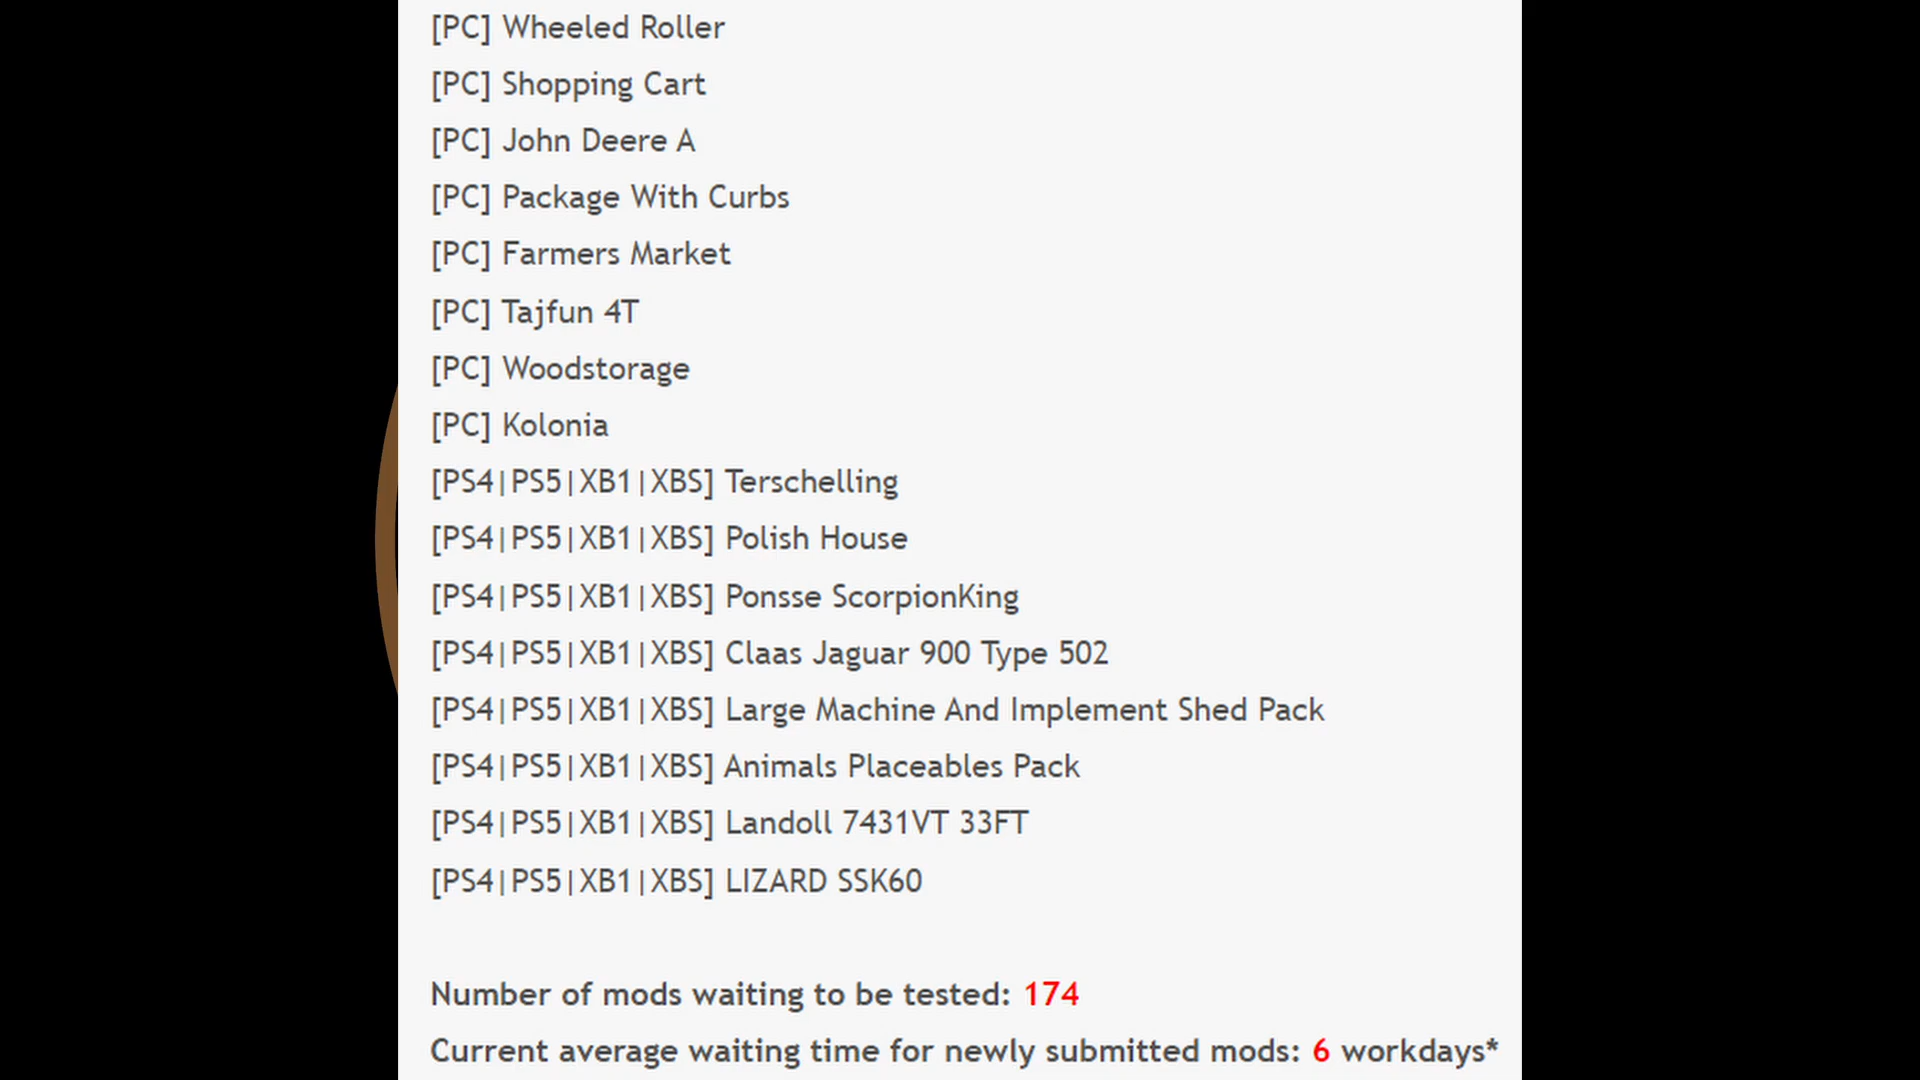 [PC] Wheeled Roller
[PC] Shopping Cart
[PC] John Deere A
[PC] Package With Curbs
[PC] Farmers Market
[PC] Tajfun 4T
[PC] Woodstorage
[PC] Kolonia
[PS4|PS5|XB1|XBS] Terschelling
[PS4|PS5|XB1|XBS] Polish House
[PS4|PS5|XB1|XBS] Ponsse ScorpionKing
[PS4|PS5|XB1|XBS] Claas Jaguar 900 Type 502
[PS4|PS5|XB1|XBS] Large Machine And Implement Shed Pack
[PS4|PS5|XB1|XBS] Animals Placeables Pack
[PS4|PS5|XB1|XBS] Landoll 7431VT 33FT
[PS4|PS5|XB1|XBS] LIZARD SSK60
Number of mods waiting to be tested: 174
Current average waiting time for newly submitted mods: 6 workdays*